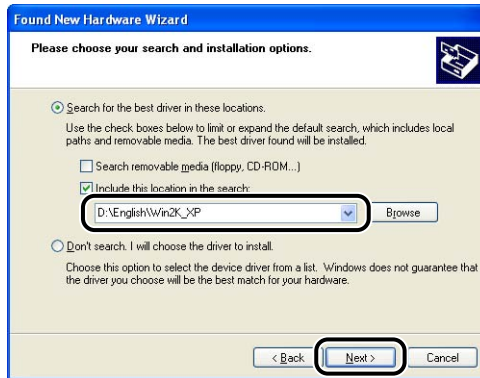 Found New Hardware Wizard
Please choose your search and installation options.
Search for the best driver in these locations.
Use the check boxes below to limit or expand the default search, which includes local
paths and removable media. The best driver found will be installed.
Search removable media (floppy, CD-ROM...)
Include this location in the search:
D:\English\Win2K_XP
Browse
Don't search. I will choose the driver to install.
Choose this option to select the device driver from a list. Windows does not guarantee that
the driver you choose will be the best match for your hardware.
< Back
Next >
Cancel